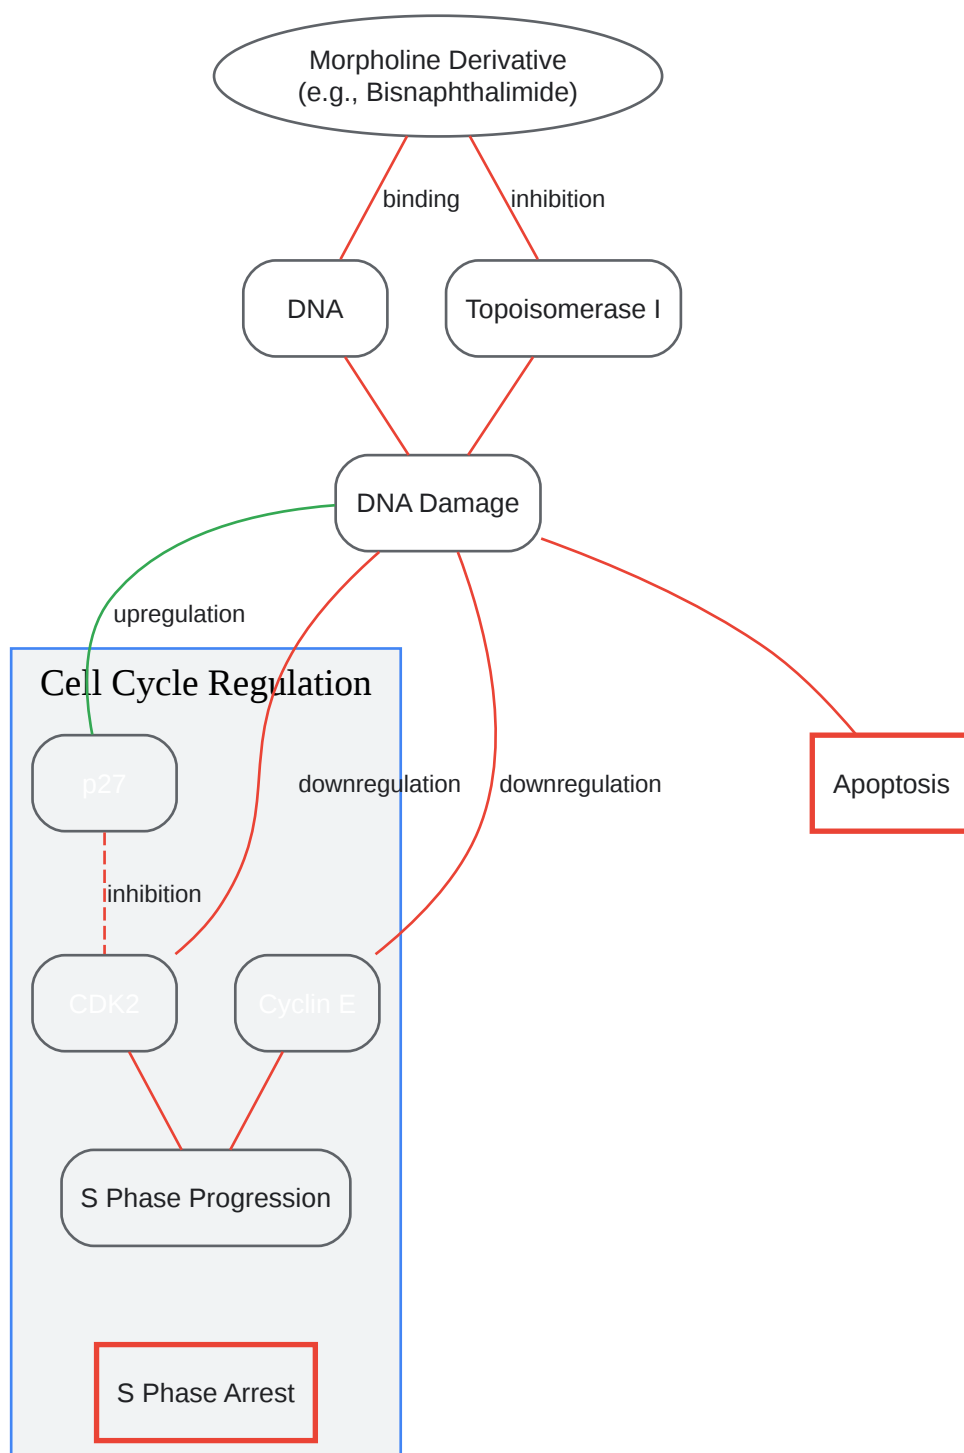 Morpholine Derivative
(e.g., Bisnaphthalimide)
binding
inhibition
DNA
Topoisomerase I
DNA Damage
upregulation
Cell Cycle Regulation
p27
downregulation
downregulation
Apoptosis
inhibition
CDK2
Cyclin E
S Phase Progression
S Phase Arrest